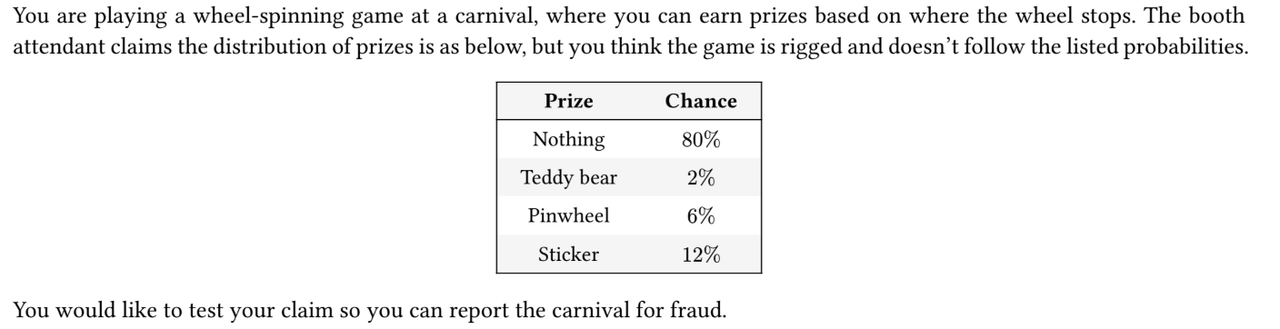 You are playing a wheel-spinning game at a carnival, where you can earn prizes based on where the wheel stops. The booth
attendant claims the distribution of prizes is as below, but you think the game is rigged and doesn’t follow the listed probabilities.
Prize Chance
Nothing 80%
Teddy bear 2%
Pinwheel 6%
Sticker 12%
You would like to test your claim so you can report the carnival for fraud.